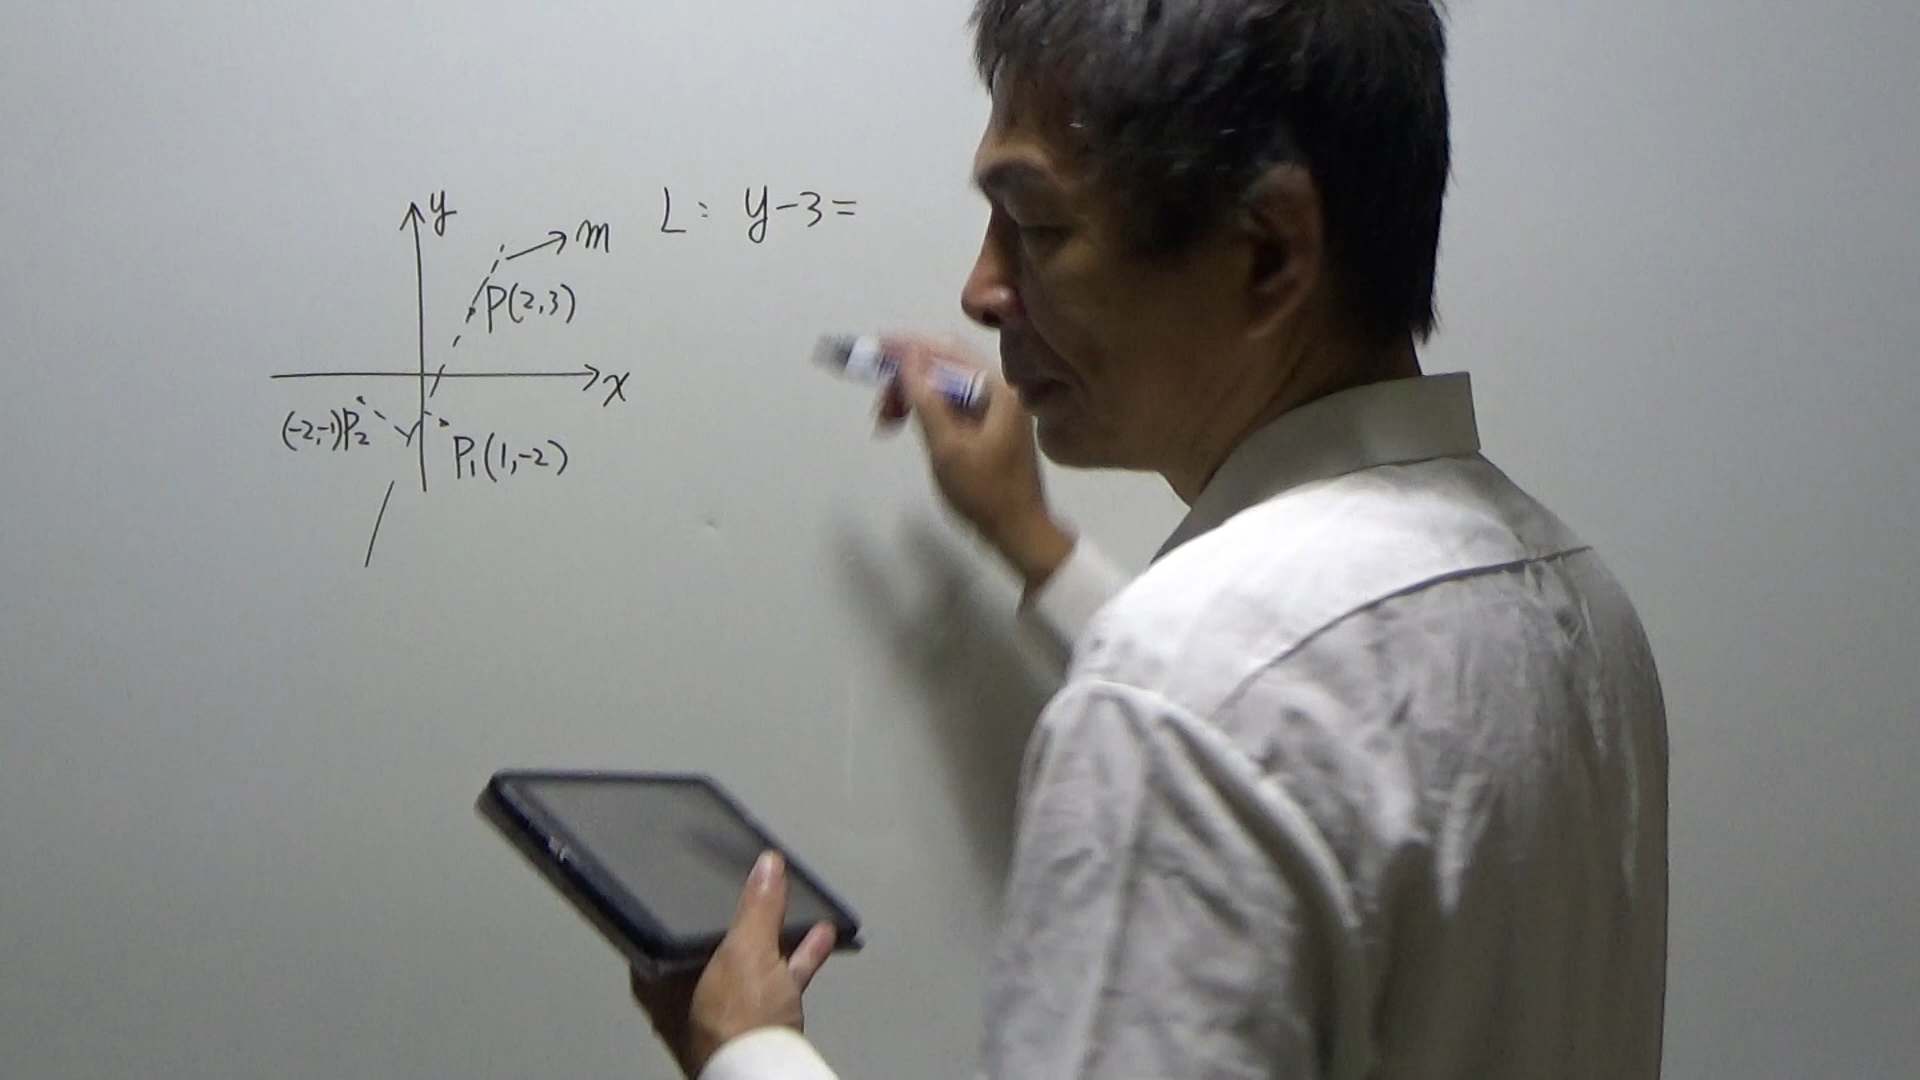 y
m
L: y-3=
P(2,3)
x
(-2,-1)P₂
P₁(1,-2)